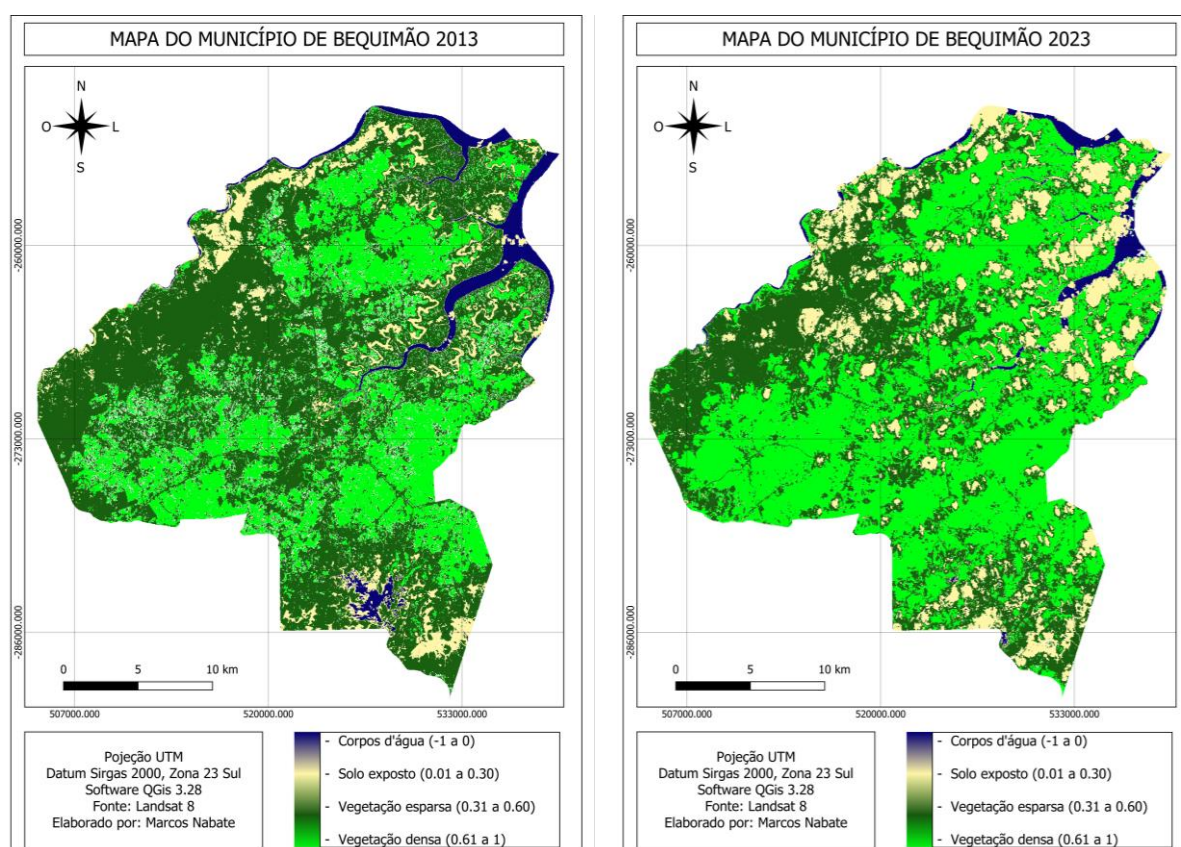 MAPA DO MUNICÍPIO DE BEQUIMÃO 2013
N
O
L
S
-260000.000
-273000.000
-286000.000
0 5 10 km
507000.000 520000.000 533000.000
Pojeção UTM
Datum Sirgas 2000, Zona 23 Sul
Software QGis 3.28
Fonte: Landsat 8
Elaborado por: Marcos Nabate
- Corpos d'água (-1 a 0)
- Solo exposto (0.01 a 0.30)
- Vegetação esparsa (0.31 a 0.60)
- Vegetação densa (0.61 a 1)
MAPA DO MUNICÍPIO DE BEQUIMÃO 2023
N
O
L
S
-260000.000
-273000.000
-286000.000
0 5 10 km
507000.000 520000.000 533000.000
Pojeção UTM
Datum Sirgas 2000, Zona 23 Sul
Software QGis 3.28
Fonte: Landsat 8
Elaborado por: Marcos Nabate
- Corpos d'água (-1 a 0)
- Solo exposto (0.01 a 0.30)
- Vegetação esparsa (0.31 a 0.60)
- Vegetação densa (0.61 a 1)